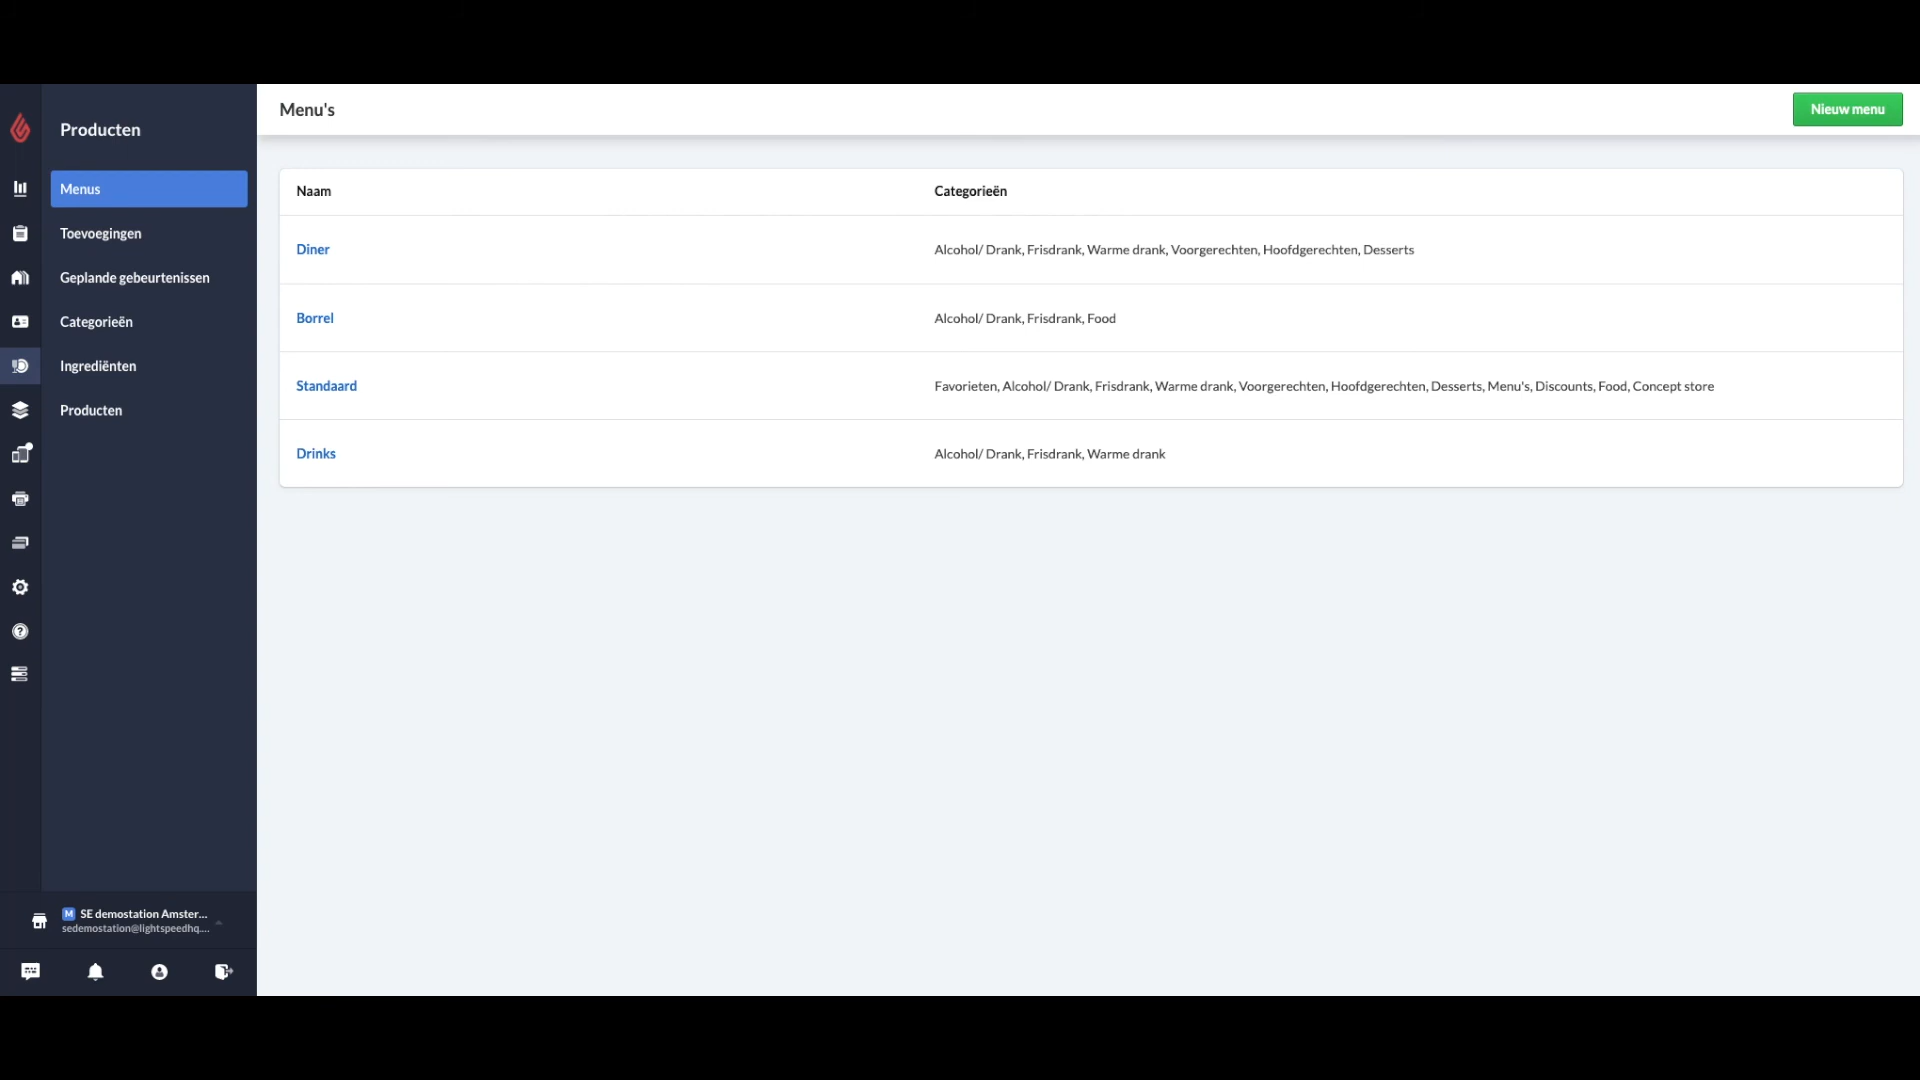 Producten
Menus
Toevoegingen
Geplande gebeurtenissen
Categorieën
Ingrediënten
Producten
M SE demostation Amster...
sedemostation@lightspeedhq....
Menu's
Nieuw menu
Naam Categorieën
Diner Alcohol/ Drank, Frisdrank, Warme drank, Voorgerechten, Hoofdgerechten, Desserts
Borrel Alcohol/ Drank, Frisdrank, Food
Standaard Favorieten, Alcohol/ Drank, Frisdrank, Warme drank, Voorgerechten, Hoofdgerechten, Desserts, Menu's, Discounts, Food, Concept store
Drinks Alcohol/ Drank, Frisdrank, Warme drank